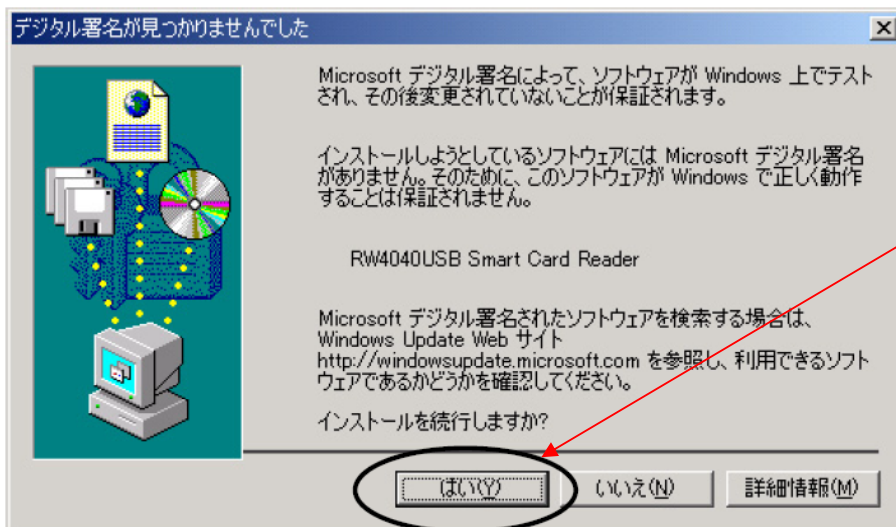 デジタル署名が見つかりませんでした
Microsoft デジタル署名によって、ソフトウェアが Windows 上でテスト
され、その後変更されていないことが保証されます。
インストールしようとしているソフトウェアには Microsoft デジタル署名
がありません。そのために、このソフトウェアが Windows で正しく動作
することは保証されません。
RW4040USB Smart Card Reader
Microsoft デジタル署名されたソフトウェアを検索する場合は、
Windows Update Web サイト
http://windowsupdate.microsoft.com を参照し、利用できるソフト
ウェアであるかどうかを確認してください。
インストールを続行しますか?
はい(Y)
いいえ(N)
詳細情報(M)